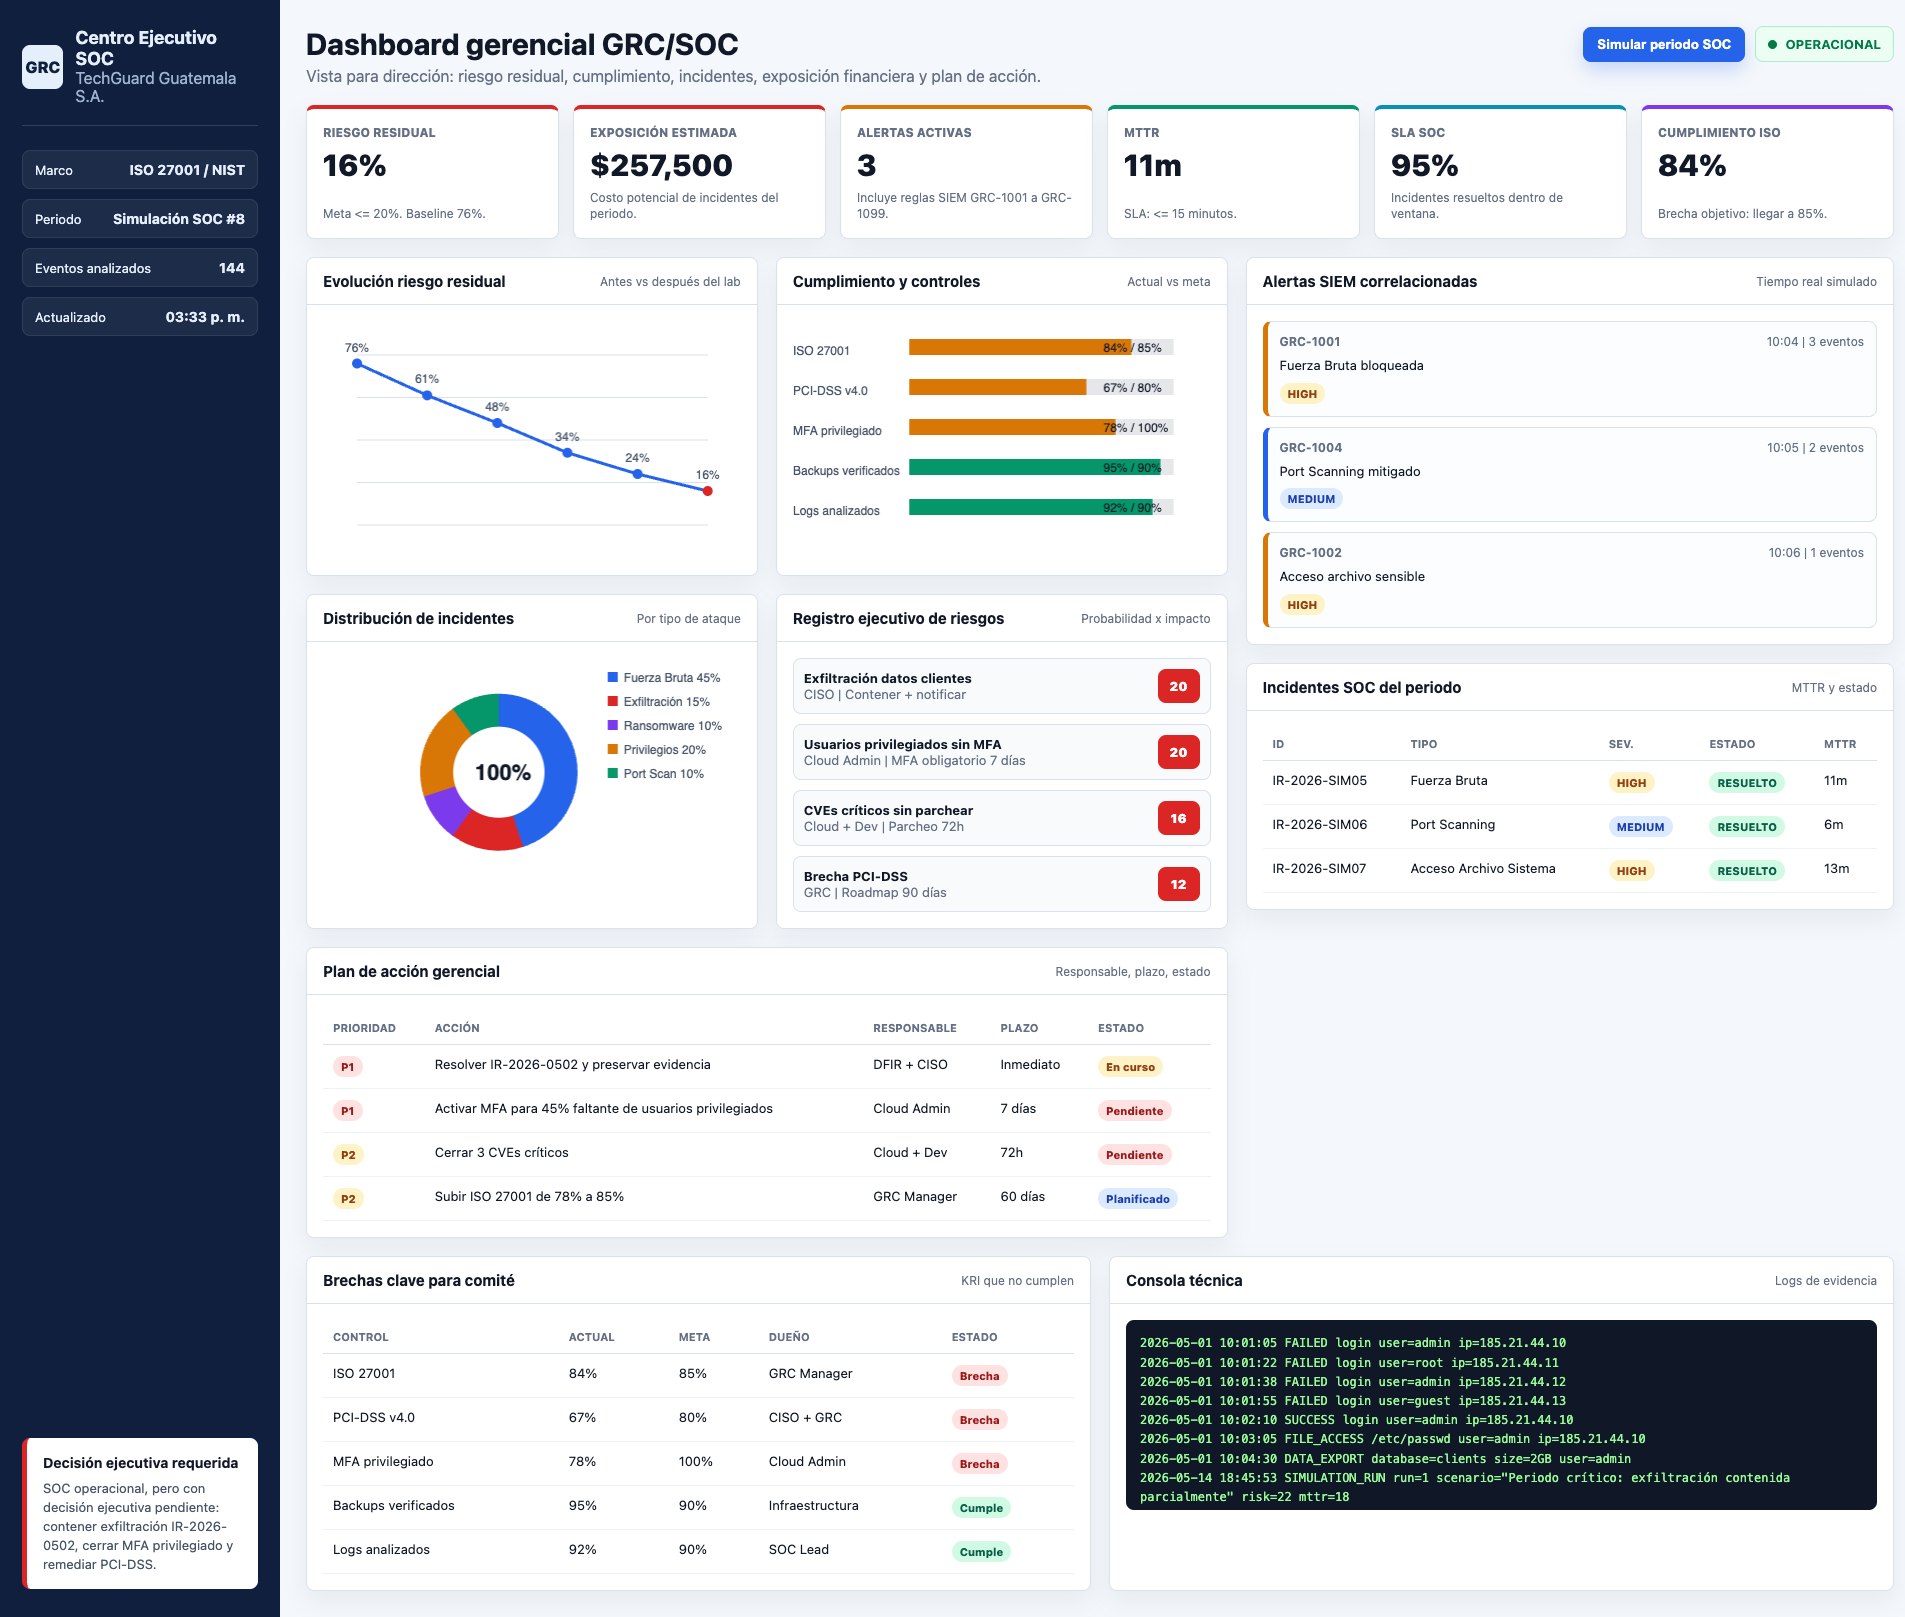 GRC
Centro Ejecutivo
SOC
TechGuard Guatemala
S.A.
Marco ISO 27001 / NIST
Periodo Simulación SOC #8
Eventos analizados 144
Actualizado 03:33 p. m.
Decisión ejecutiva requerida
SOC operacional, pero con
decisión ejecutiva pendiente:
contener exfiltración IR-2026-
0502, cerrar MFA privilegiado y
remediar PCI-DSS.
Dashboard gerencial GRC/SOC
Vista para dirección: riesgo residual, cumplimiento, incidentes, exposición financiera y plan de acción.
Simular periodo SOC
OPERACIONAL
RIESGO RESIDUAL
16%
Meta <= 20%. Baseline 76%.
EXPOSICIÓN ESTIMADA
$257,500
Costo potencial de incidentes del
periodo.
ALERTAS ACTIVAS
3
Incluye reglas SIEM GRC-1001 a GRC-
1099.
MTTR
11m
SLA: <= 15 minutos.
SLA SOC
95%
Incidentes resueltos dentro de
ventana.
CUMPLIMIENTO ISO
84%
Brecha objetivo: llegar a 85%.
Evolución riesgo residual Antes vs después del lab
76%
61%
48%
34%
24%
16%
Cumplimiento y controles Actual vs meta
ISO 27001 84% / 85%
PCI-DSS v4.0 67% / 80%
MFA privilegiado 78% / 100%
Backups verificados 95% / 90%
Logs analizados 92% / 90%
Alertas SIEM correlacionadas Tiempo real simulado
GRC-1001 10:04 | 3 eventos
Fuerza Bruta bloqueada
HIGH
GRC-1004 10:05 | 2 eventos
Port Scanning mitigado
MEDIUM
GRC-1002 10:06 | 1 eventos
Acceso archivo sensible
HIGH
Distribución de incidentes Por tipo de ataque
100%
Fuerza Bruta 45%
Exfiltración 15%
Ransomware 10%
Privilegios 20%
Port Scan 10%
Registro ejecutivo de riesgos Probabilidad x impacto
Exfiltración datos clientes
CISO | Contener + notificar
20
Usuarios privilegiados sin MFA
Cloud Admin | MFA obligatorio 7 días
20
CVEs críticos sin parchear
Cloud + Dev | Parcheo 72h
16
Brecha PCI-DSS
GRC | Roadmap 90 días
12
Incidentes SOC del periodo MTTR y estado
ID TIPO SEV. ESTADO MTTR
IR-2026-SIM05 Fuerza Bruta HIGH RESUELTO 11m
IR-2026-SIM06 Port Scanning MEDIUM RESUELTO 6m
IR-2026-SIM07 Acceso Archivo Sistema HIGH RESUELTO 13m
Plan de acción gerencial Responsable, plazo, estado
PRIORIDAD ACCIÓN RESPONSABLE PLAZO ESTADO
P1 Resolver IR-2026-0502 y preservar evidencia DFIR + CISO Inmediato En curso
P1 Activar MFA para 45% faltante de usuarios privilegiados Cloud Admin 7 días Pendiente
P2 Cerrar 3 CVEs críticos Cloud + Dev 72h Pendiente
P2 Subir ISO 27001 de 78% a 85% GRC Manager 60 días Planificado
Brechas clave para comité KRI que no cumplen
CONTROL ACTUAL META DUEÑO ESTADO
ISO 27001 84% 85% GRC Manager Brecha
PCI-DSS v4.0 67% 80% CISO + GRC Brecha
MFA privilegiado 78% 100% Cloud Admin Brecha
Backups verificados 95% 90% Infraestructura Cumple
Logs analizados 92% 90% SOC Lead Cumple
Consola técnica Logs de evidencia
2026-05-01 10:01:05 FAILED login user=admin ip=185.21.44.10
2026-05-01 10:01:22 FAILED login user=root ip=185.21.44.11
2026-05-01 10:01:38 FAILED login user=admin ip=185.21.44.12
2026-05-01 10:01:55 FAILED login user=guest ip=185.21.44.13
2026-05-01 10:02:10 SUCCESS login user=admin ip=185.21.44.10
2026-05-01 10:03:05 FILE_ACCESS /etc/passwd user=admin ip=185.21.44.10
2026-05-01 10:04:30 DATA_EXPORT database=clients size=2GB user=admin
2026-05-14 18:45:53 SIMULATION_RUN run=1 scenario="Periodo crítico: exfiltración contenida
parcialmente" risk=22 mttr=18